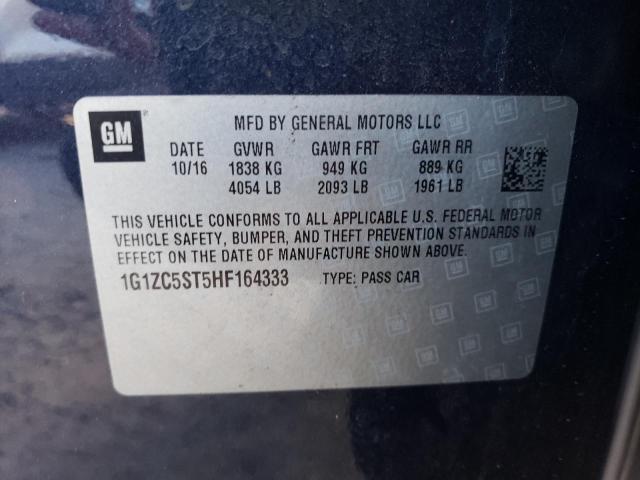 GM
MFD BY GENERAL MOTORS LLC
DATE GVWR GAWR FRT GAWR RR
10/16 1838 KG 949 KG 889 KG
4054 LB 2093 LB 1961 LB
THIS VEHICLE CONFORMS TO ALL APPLICABLE U.S. FEDERAL MOTOR
VEHICLE SAFETY, BUMPER, AND THEFT PREVENTION STANDARDS IN
EFFECT ON THE DATE OF MANUFACTURE SHOWN ABOVE.
1G1ZC5ST5HF164333 TYPE: PASS CAR